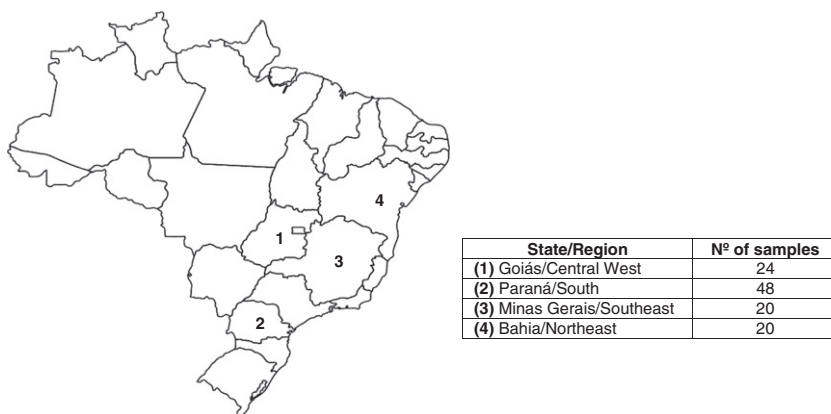 4
1
3
2
State/Region Nº of samples
(1) Goiás/Central West 24
(2) Paraná/South 48
(3) Minas Gerais/Southeast 20
(4) Bahia/Northeast 20